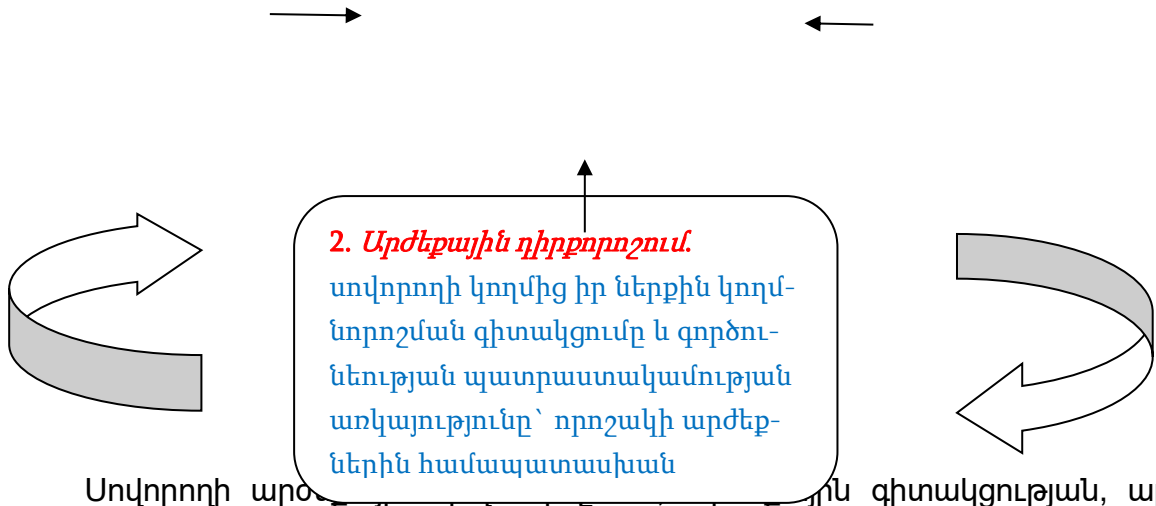 2. Արժեքային դիրքորոշում.
սովորողի կողմից իր ներքին կողմ-
նորոշման գիտակցումը և գործու-
նեության պատրաստակամության
առկայությունը՝ որոշակի արժեք-
ներին համապատասխան
Սովորողի գիտակցության,